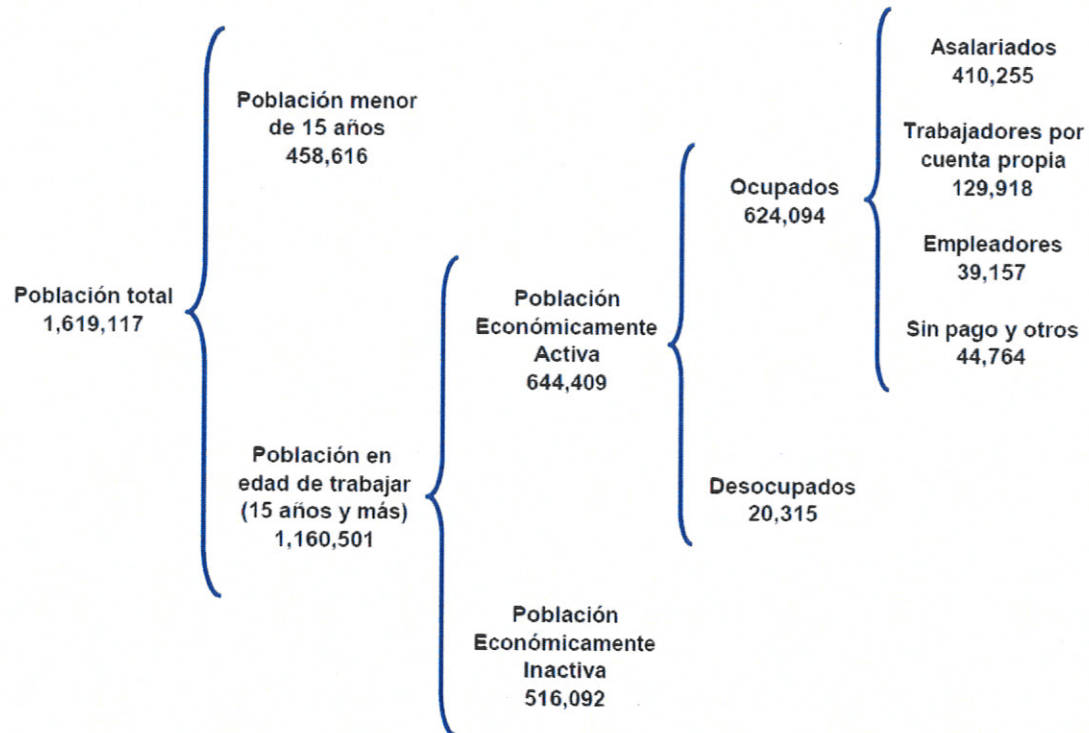 Población total
1,619,117
Población menor
de 15 años
458,616
Población en
edad de trabajar
(15 años y más)
1,160,501
Población
Económicamente
Activa
644,409
Población
Económicamente
Inactiva
516,092
Ocupados
624,094
Desocupados
20,315
Asalariados
410,255
Trabajadores por
cuenta propia
129,918
Empleadores
39,157
Sin pago y otros
44,764